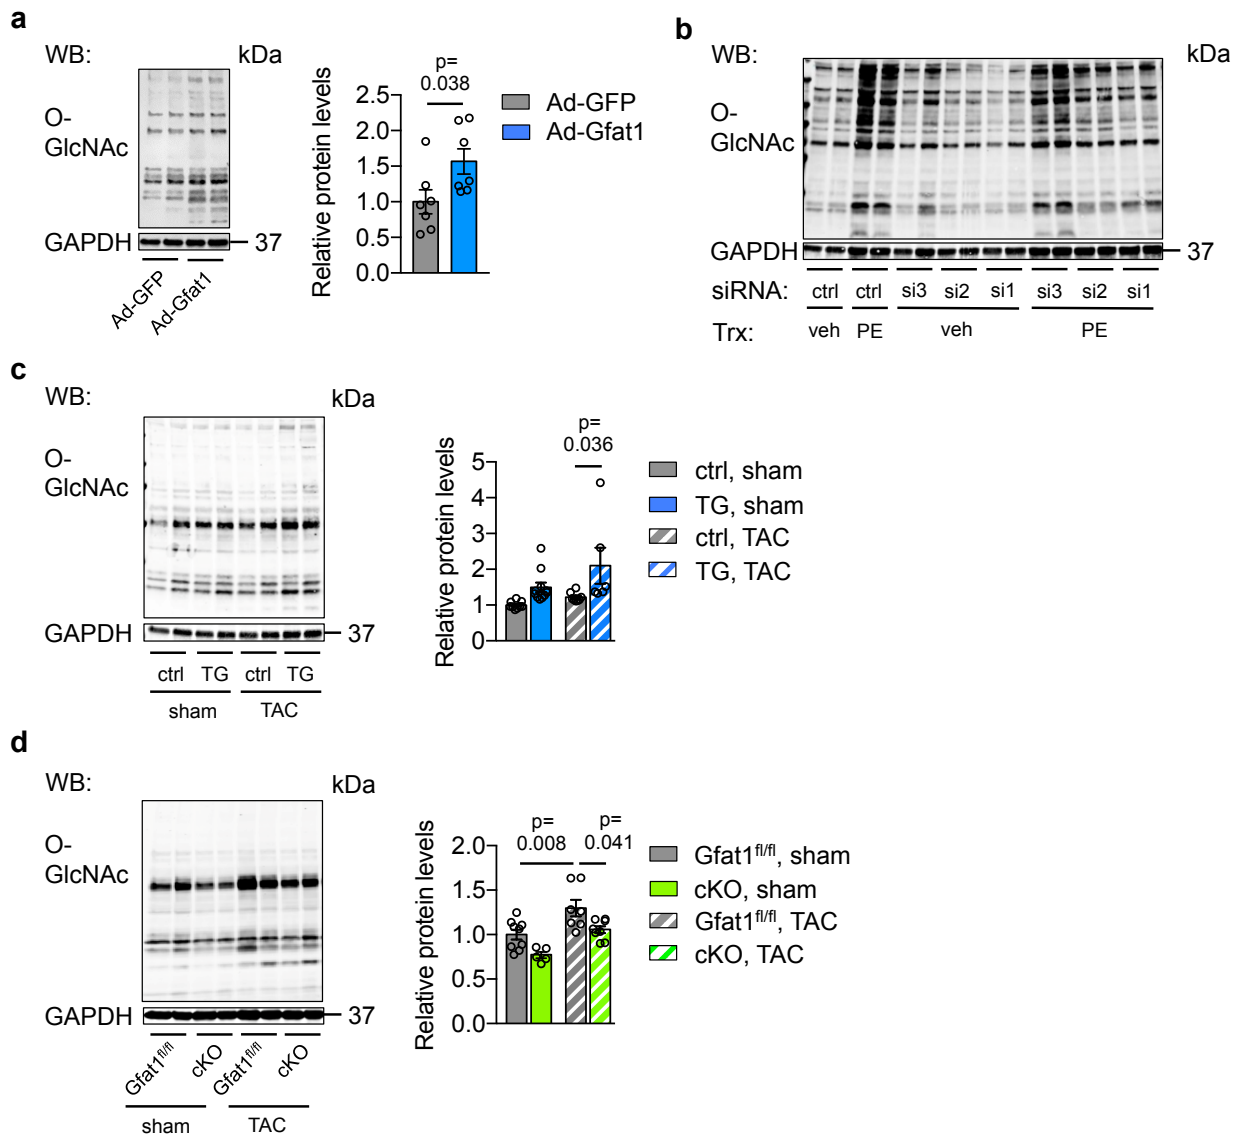 a
WB:
kDa
O-
GlcNAc
GAPDH
37
Ad-GFP
Ad-Gfat1
Relative protein levels
2.5
2.0
1.5
1.0
0.5
0.0
p=
0.038
Ad-GFP
Ad-Gfat1
b
WB:
kDa
O-
GlcNAc
GAPDH
37
siRNA: ctrl ctrl si3 si2 si1 si3 si2 si1
Trx: veh PE veh PE
c
WB:
kDa
O-
GlcNAc
GAPDH
37
ctrl TG ctrl TG
sham TAC
Relative protein levels
5
4
3
2
1
0
p=
0.036
ctrl, sham
TG, sham
ctrl, TAC
TG, TAC
d
WB:
kDa
O-
GlcNAc
GAPDH
37
Gfat1fl/fl cKO Gfat1fl/fl cKO
sham TAC
Relative protein levels
2.0
1.5
1.0
0.5
0.0
p=
0.008
p=
0.041
Gfat1fl/fl, sham
cKO, sham
Gfat1fl/fl, TAC
cKO, TAC